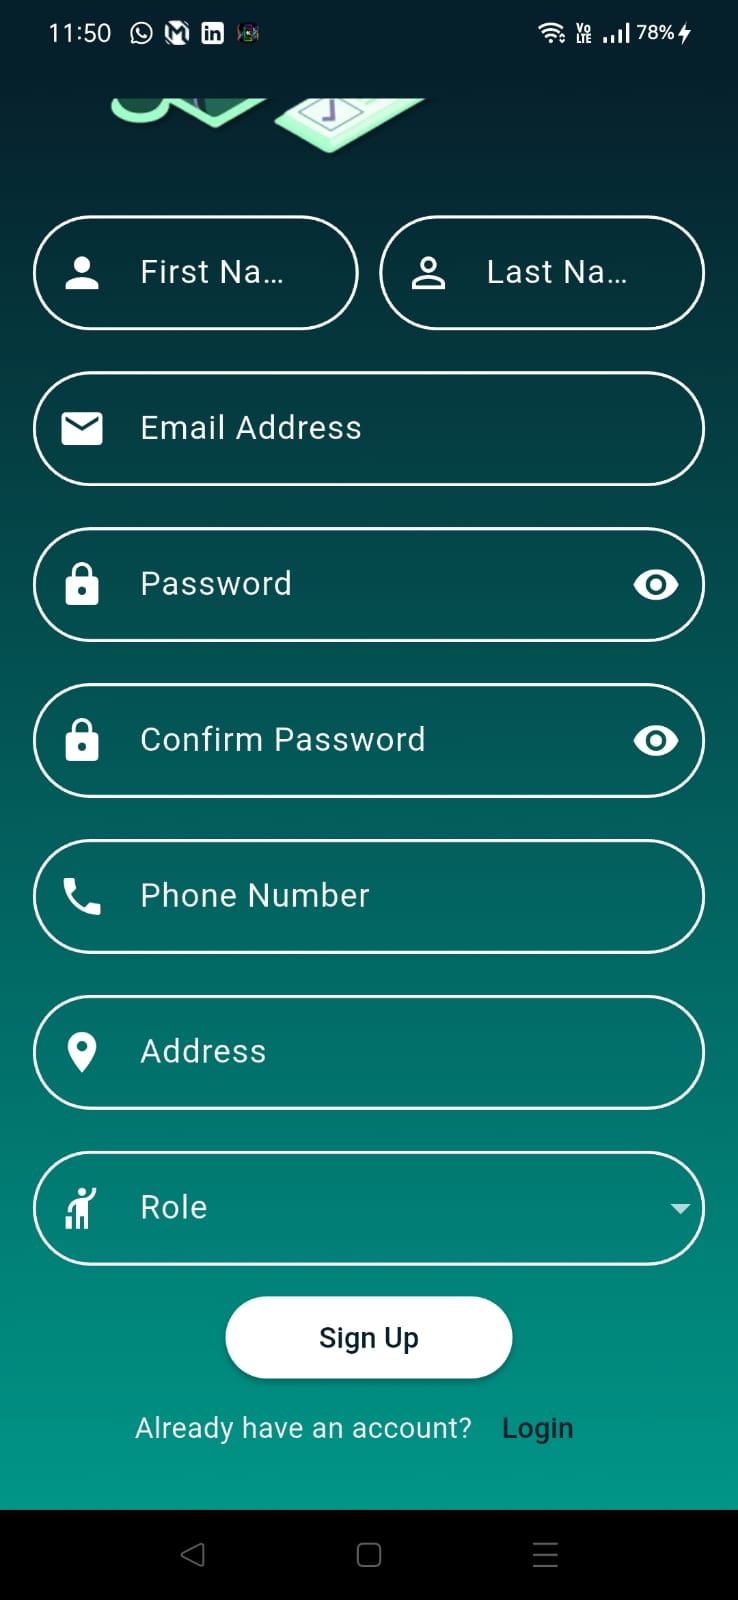 11:50 in Vo LTE 78%
First Na... Last Na...
Email Address
Password
Confirm Password
Phone Number
Address
Role
Sign Up
Already have an account? Login